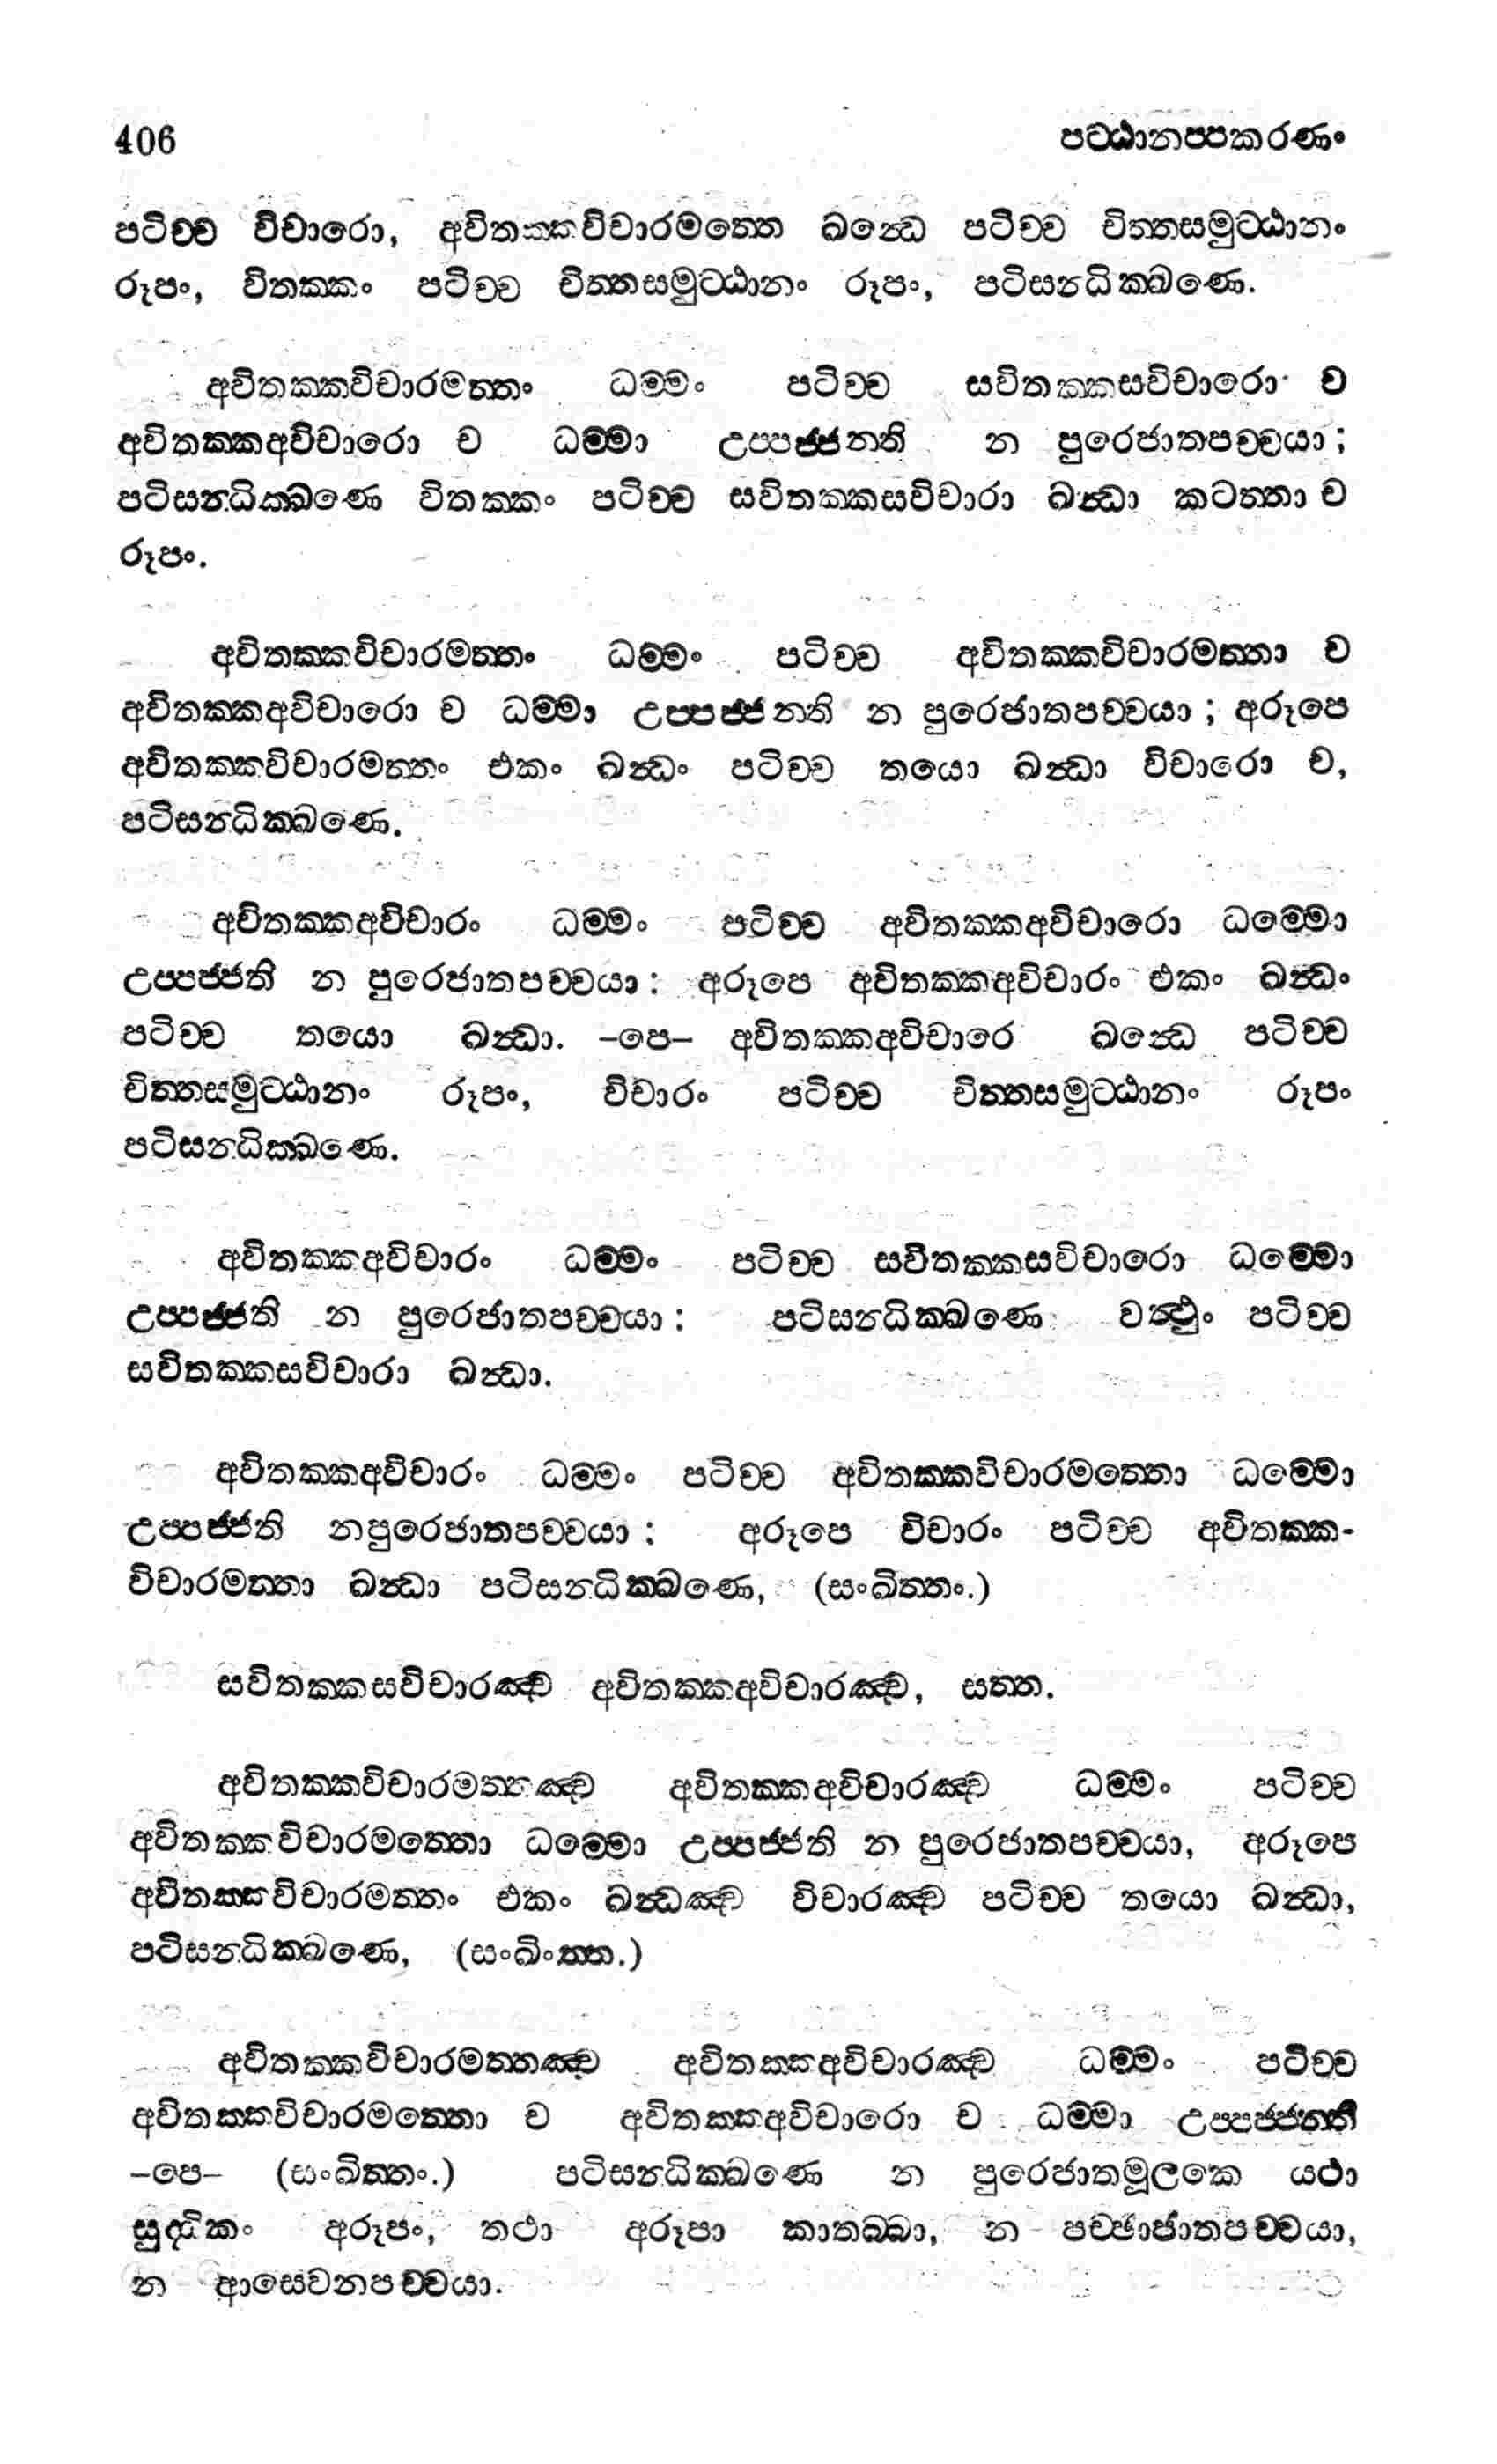 406 පට්ඨානප්පකරණං
පටිච්ච විචාරො, අවිතක්කවිචාරමත්තෙ ඛන්ධෙ පටිච්ච චිත්තසමුට්ඨානං
රූපං, විතක්කං පටිච්ච චිත්තසමුට්ඨානං රූපං, පටිසන්ධික්ඛණෙ.
අවිතක්කවිචාරමත්තං ධම්මං පටිච්ච සවිතක්කසවිචාරො ච
අවිතක්කඅවිචාරො ච ධම්මා උප්පජ්ජන්ති න පුරෙජාතපච්චයා;
පටිසන්ධික්ඛණෙ විතක්කං පටිච්ච සවිතක්කසවිචාරා ඛන්ධා කටත්තා ච
රූපං.
අවිතක්කවිචාරමත්තං ධම්මං පටිච්ච අවිතක්කවිචාරමත්තා ච
අවිතක්කඅවිචාරො ච ධම්මා උප්පජ්ජන්ති න පුරෙජාතපච්චයා; අරූපෙ
අවිතක්කවිචාරමත්තං එකං ඛන්ධං පටිච්ච තයො ඛන්ධා විචාරො ච,
පටිසන්ධික්ඛණෙ.
අවිතක්කඅවිචාරං ධම්මං පටිච්ච අවිතක්කඅවිචාරො ධම්මො
උප්පජ්ජති න පුරෙජාතපච්චයා: අරූපෙ අවිතක්කඅවිචාරං එකං ඛන්ධං
පටිච්ච තයො ඛන්ධා. –පෙ– අවිතක්කඅවිචාරෙ ඛන්ධෙ පටිච්ච
චිත්තසමුට්ඨානං රූපං, විචාරං පටිච්ච චිත්තසමුට්ඨානං රූපං
පටිසන්ධික්ඛණෙ.
අවිතක්කඅවිචාරං ධම්මං පටිච්ච සවිතක්කසවිචාරො ධම්මො
උප්පජ්ජති න පුරෙජාතපච්චයා: පටිසන්ධික්ඛණෙ වත්ථුං පටිච්ච
සවිතක්කසවිචාරා ඛන්ධා.
අවිතක්කඅවිචාරං ධම්මං පටිච්ච අවිතක්කවිචාරමත්තො ධම්මො
උප්පජ්ජති නපුරෙජාතපච්චයා: අරූපෙ විචාරං පටිච්ච අවිතක්ක-
විචාරමත්තා ඛන්ධා පටිසන්ධික්ඛණෙ, (සංඛිත්තං.)
සවිතක්කසවිචාරඤ්ච අවිතක්කඅවිචාරඤ්ච, සත්ත.
අවිතක්කවිචාරමත්තඤ්ච අවිතක්කඅවිචාරඤ්ච ධම්මං පටිච්ච
අවිතක්කවිචාරමත්තො ධම්මො උප්පජ්ජති න පුරෙජාතපච්චයා, අරූපෙ
අවිතක්කවිචාරමත්තං එකං ඛන්ධඤ්ච විචාරඤ්ච පටිච්ච තයො ඛන්ධා,
පටිසන්ධික්ඛණෙ, (සංඛිංත්ත.)
අවිතක්කවිචාරමත්තඤ්ච අවිතක්කඅවිචාරඤ්ච ධම්මං පටිච්ච
අවිතක්කවිචාරමත්තො ච අවිතක්කඅවිචාරො ච ධම්මා උප්පජ්ජන්ති
–පෙ– (සංඛිත්තං.) පටිසන්ධික්ඛණෙ න පුරෙජාතමූලකෙ යථා
සුද්ධිකං අරූපං, තථා අරූපා කාතබ්බා, න පච්ඡාජාතපච්චයා,
න ආසෙවනපච්චයා.